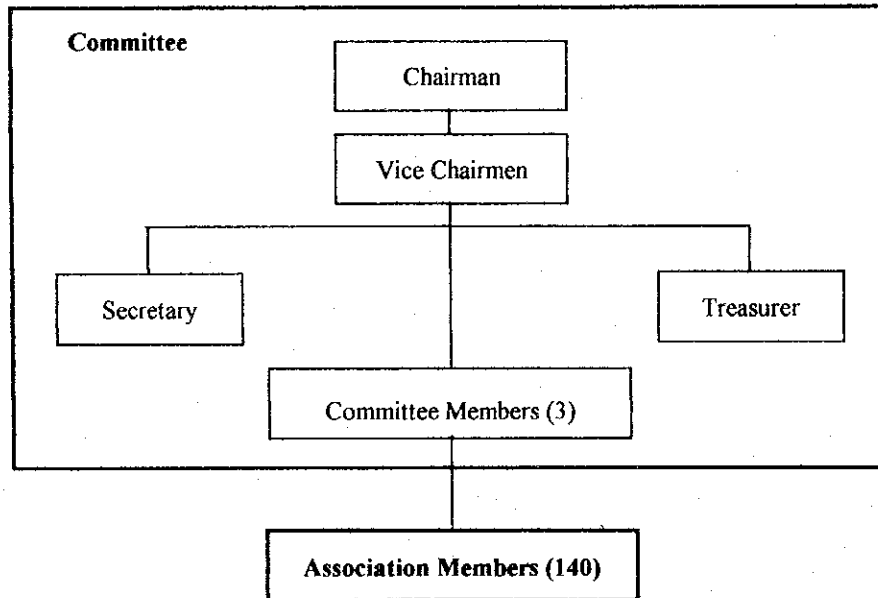 Committee
Chairman
Vice Chairmen
Secretary
Treasurer
Committee Members (3)
Association Members (140)